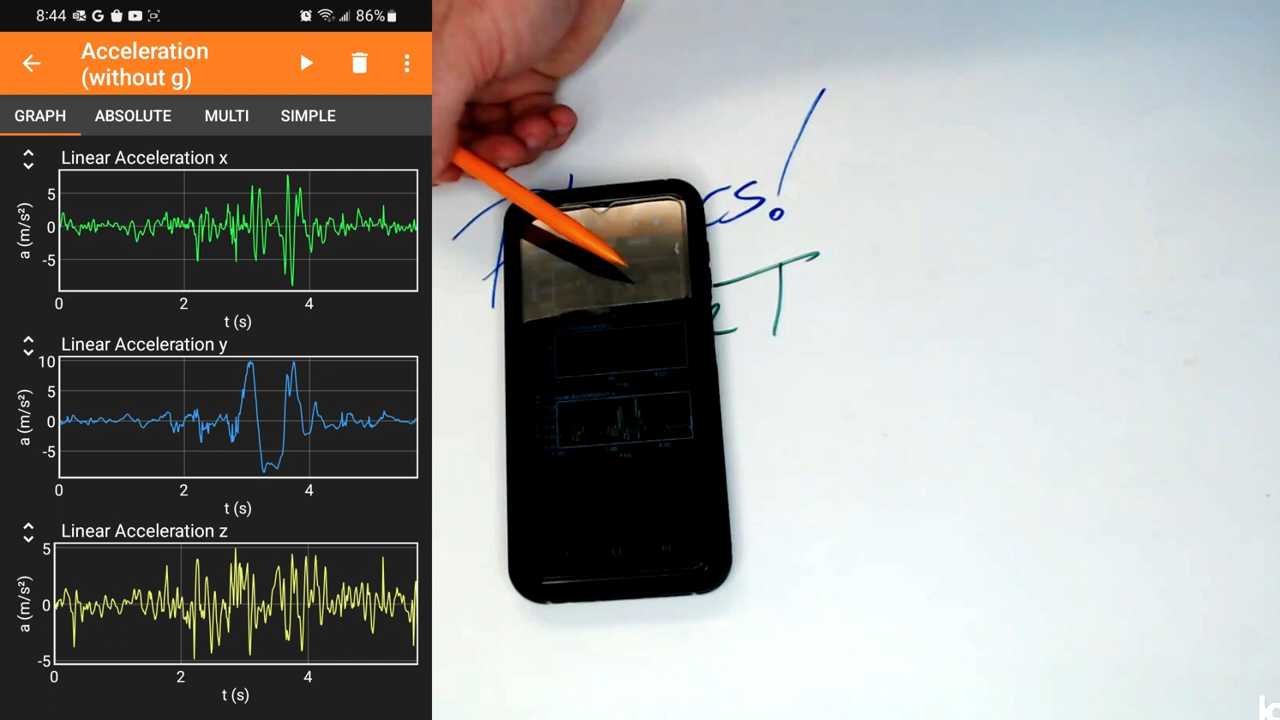 8:44 86%
Acceleration
(without g)
GRAPH ABSOLUTE MULTI SIMPLE
Linear Acceleration x
5
0
-5
a (m/s²)
0 2 4
t (s)
Linear Acceleration y
10
5
0
-5
a (m/s²)
0 2 4
t (s)
Linear Acceleration z
5
0
-5
a (m/s²)
0 2 4
t (s)